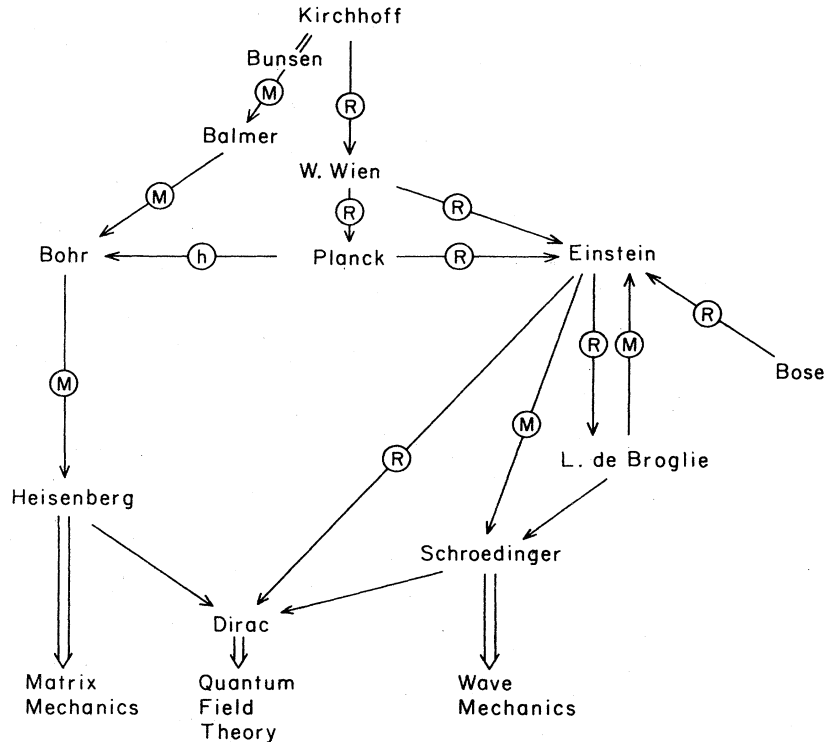 Kirchhoff
Bunsen
M
R
Balmer
W. Wien
M
R
R
Bohr
h
Planck
R
Einstein
R
R
M
Bose
M
M
R
L. de Broglie
Heisenberg
Schroedinger
Dirac
Matrix
Mechanics
Quantum
Field
Theory
Wave
Mechanics